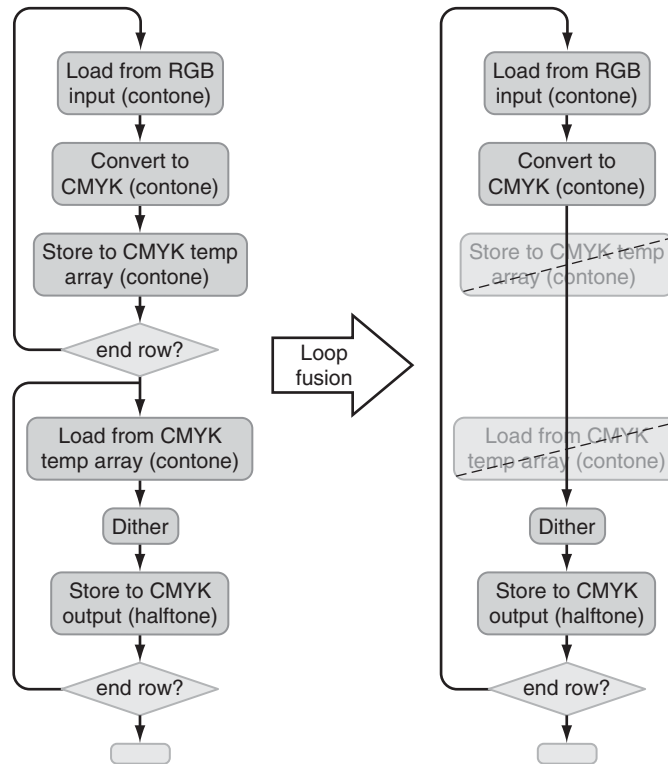 Load from RGB
input (contone)
Convert to
CMYK (contone)
Store to CMYK temp
array (contone)
end row?
Load from CMYK
temp array (contone)
Dither
Store to CMYK
output (halftone)
end row?
Loop
fusion
Load from RGB
input (contone)
Convert to
CMYK (contone)
Store to CMYK temp
array (contone)
Load from CMYK
temp array (contone)
Dither
Store to CMYK
output (halftone)
end row?